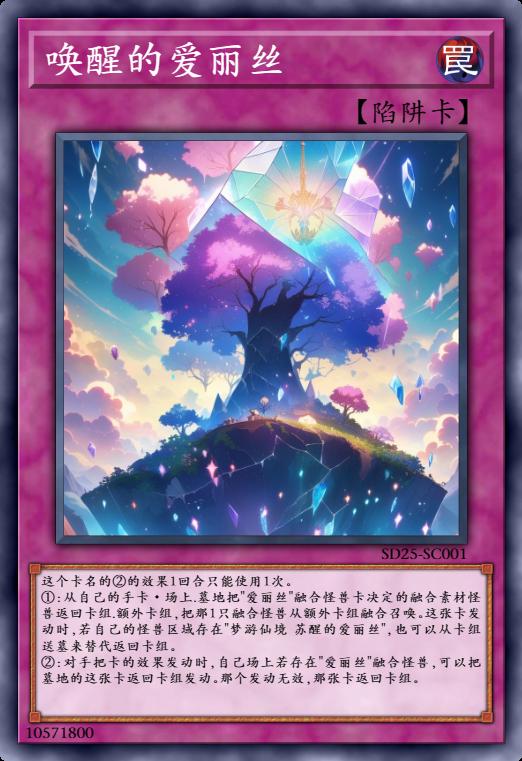 唤醒的爱丽丝
罠
【陷阱卡】
SD25-SC001
这个卡名的②的效果1回合只能使用1次。
①:从自己的手卡·场上.墓地把"爱丽丝"融合怪兽卡决定的融合素材怪
兽返回卡组.额外卡组,把那1只融合怪兽从额外卡组融合召唤。这张卡发
动时,若自己的怪兽区域存在"梦游仙境 苏醒的爱丽丝",也可以从卡组
送墓来替代返回卡组。
②:对手把卡的效果发动时,自己场上若存在"爱丽丝"融合怪兽,可以把
墓地的这张卡返回卡组发动。那个发动无效,那张卡返回卡组。
10571800